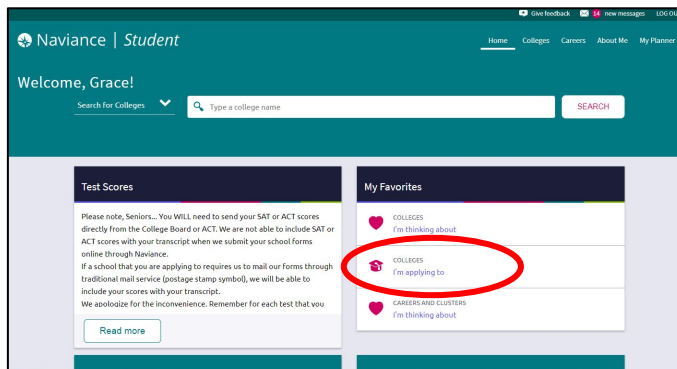 Give feedback 14 new messages LOG OU
Naviance | Student
Home Colleges Careers About Me My Planner
Welcome, Grace!
Search for Colleges Type a college name SEARCH
Test Scores
Please note, Seniors... You WILL need to send your SAT or ACT scores
directly from the College Board or ACT. We are not able to include SAT or
ACT scores with your transcript when we submit your school forms
online through Naviance.
If a school that you are applying to requires us to mail our forms through
traditional mail service (postage stamp symbol), we will be able to
include your scores with your transcript.
We apologize for the inconvenience. Remember for each test that you
Read more
My Favorites
COLLEGES
I'm thinking about
COLLEGES
I'm applying to
CAREERS AND CLUSTERS
I'm thinking about